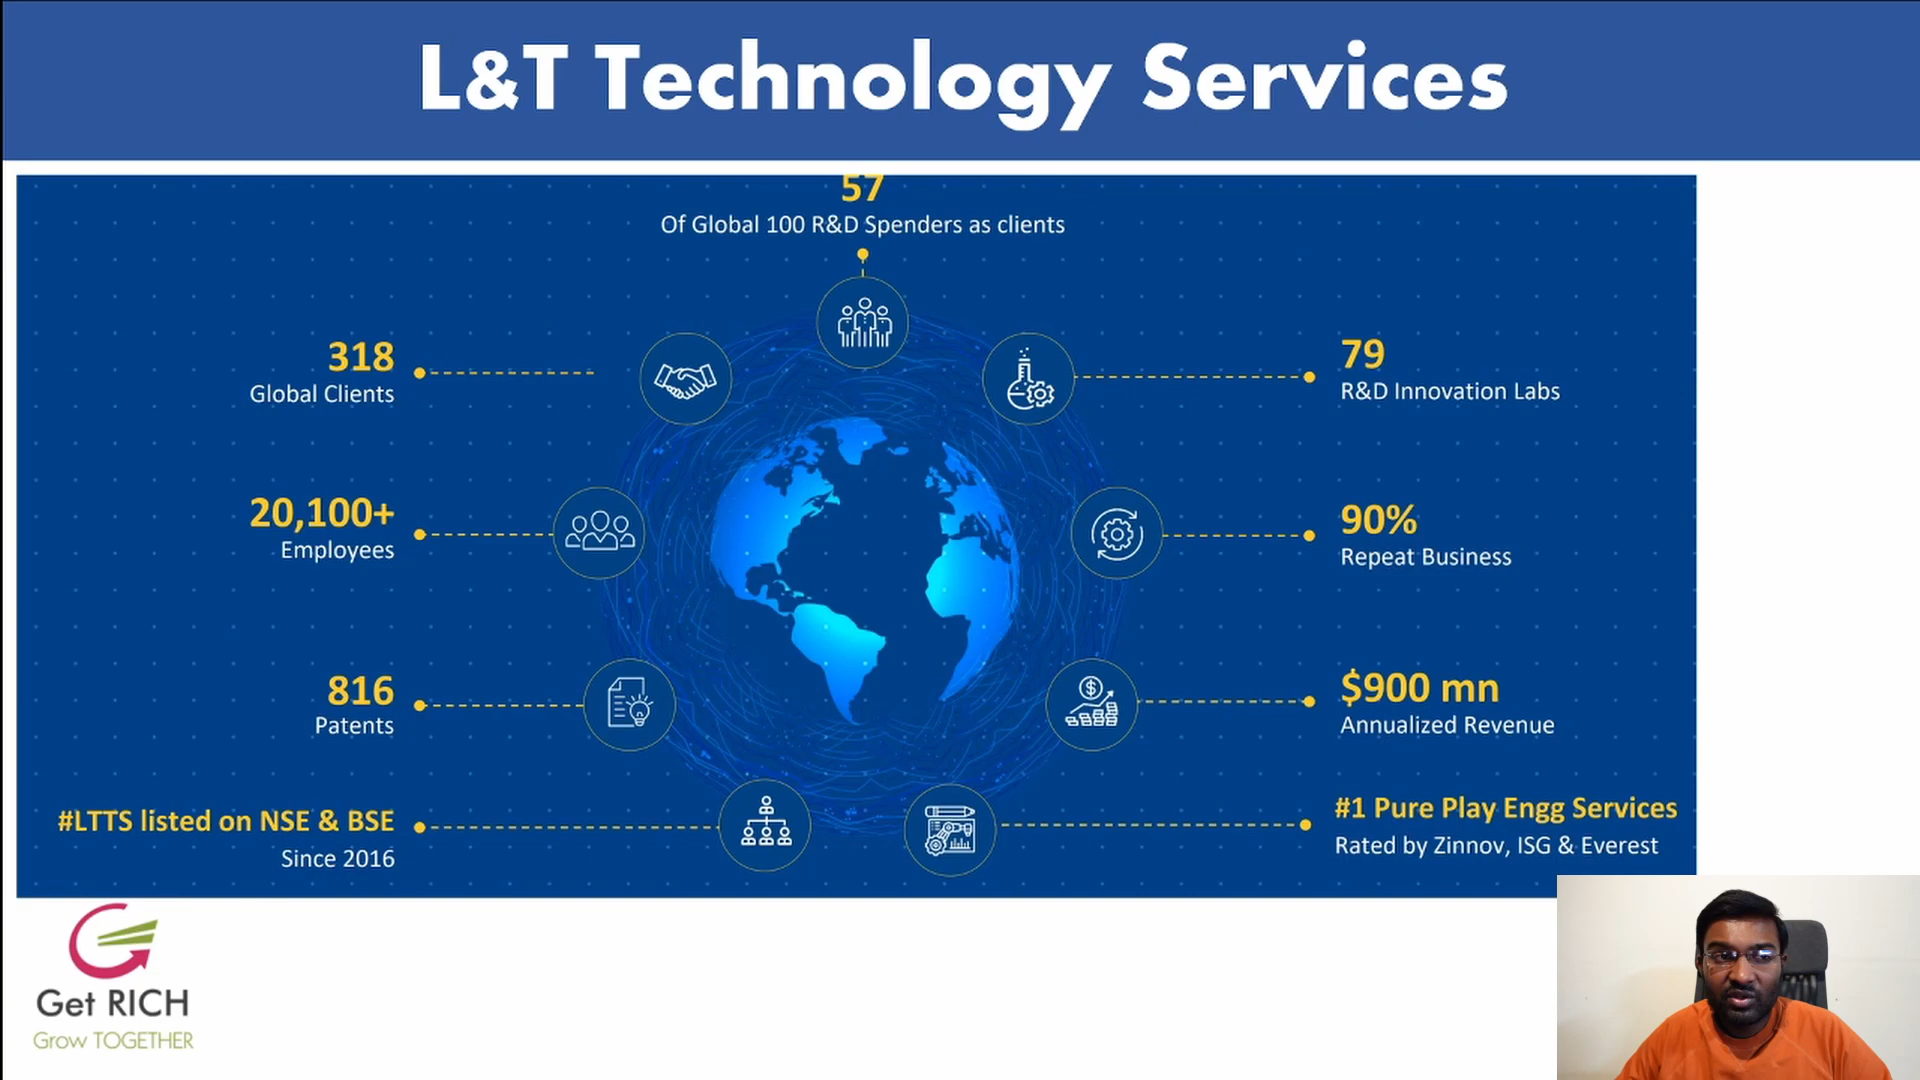 L&T Technology Services
57
Of Global 100 R&D Spenders as clients
318
Global Clients
79
R&D Innovation Labs
20,100+
Employees
90%
Repeat Business
816
Patents
$900 mn
Annualized Revenue
#LTTS listed on NSE & BSE
Since 2016
#1 Pure Play Engg Services
Rated by Zinnov, ISG & Everest
Get RICH
Grow TOGETHER